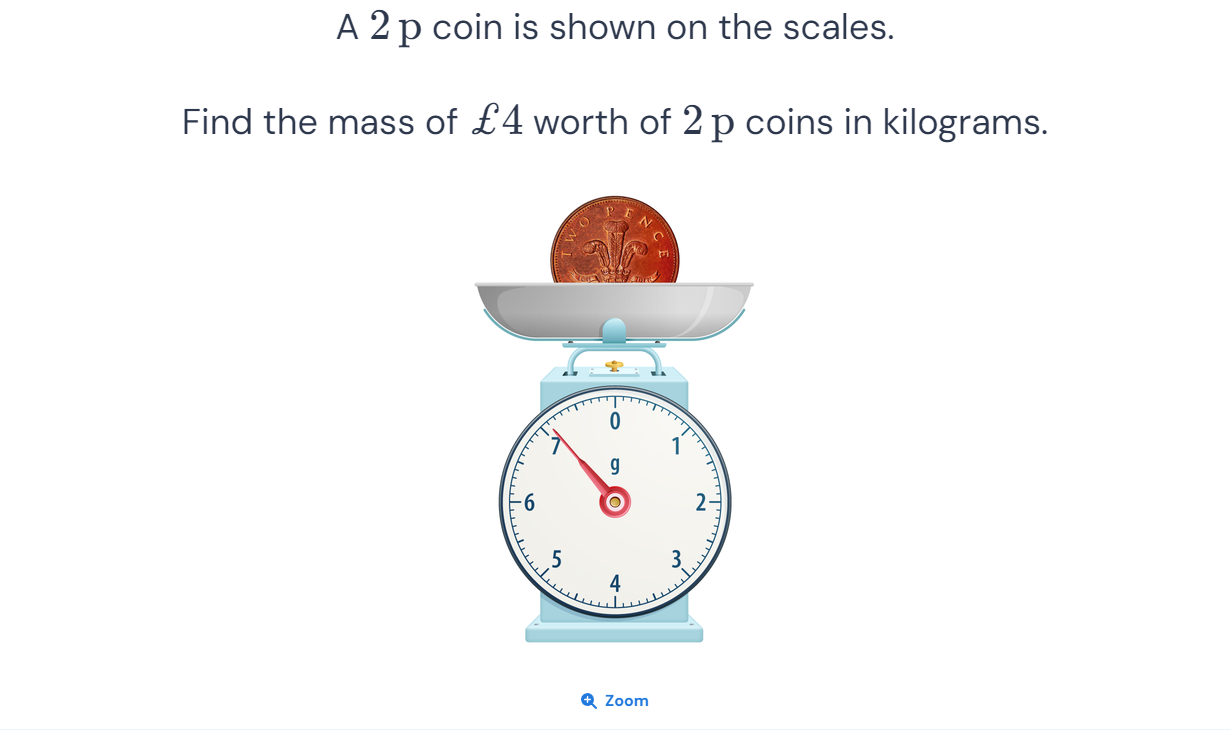 A 2 p coin is shown on the scales.
Find the mass of £4 worth of 2 p coins in kilograms.
TWO PENCE
0
7 1
g
6 2
5 3
4
Zoom